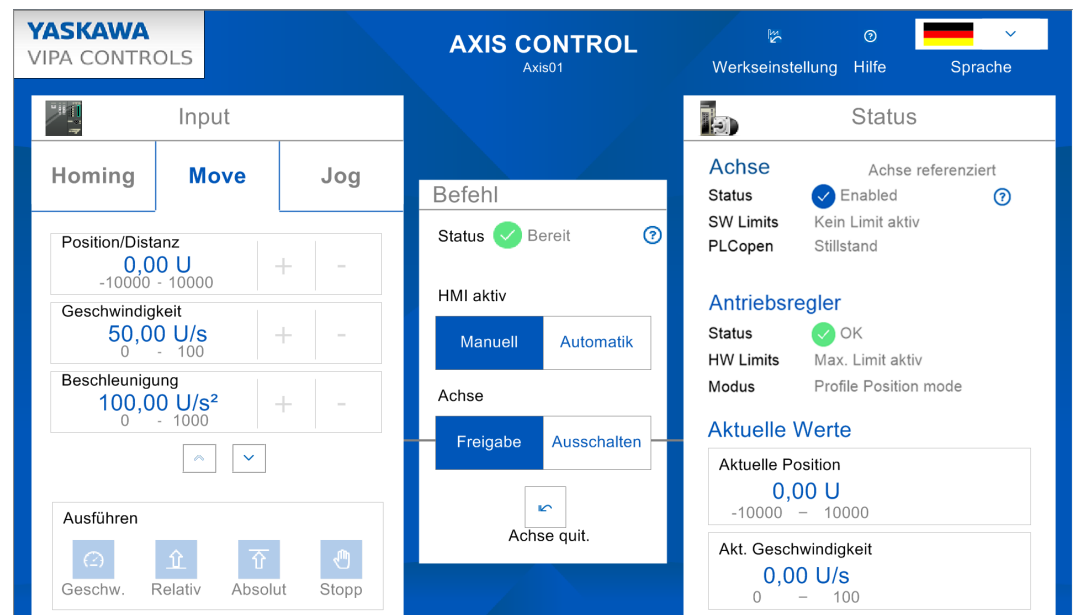 YASKAWA
VIPA CONTROLS
AXIS CONTROL
Axis01
Werkseinstellung
Hilfe
Sprache
Input
Homing
Move
Jog
Position/Distanz
0,00 U
-10000 - 10000
+
-
Geschwindigkeit
50,00 U/s
0 - 100
+
-
Beschleunigung
100,00 U/s²
0 - 1000
+
-
Ausführen
Geschw.
Relativ
Absolut
Stopp
Befehl
Status Bereit
?
HMI aktiv
Manuell
Automatik
Achse
Freigabe
Ausschalten
Achse quit.
Status
Achse
Achse referenziert
Status Enabled
?
SW Limits Kein Limit aktiv
PLCopen Stillstand
Antriebsregler
Status OK
HW Limits Max. Limit aktiv
Modus Profile Position mode
Aktuelle Werte
Aktuelle Position
0,00 U
-10000 – 10000
Akt. Geschwindigkeit
0,00 U/s
0 – 100